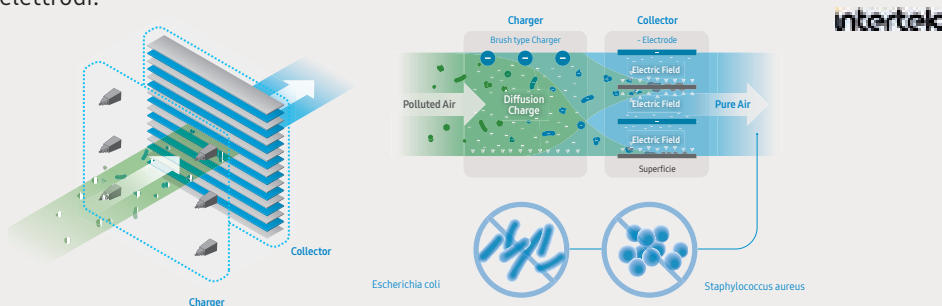 elettrodi.
intertek
Charger
Collector
Brush type Charger
- Electrode
Electric Field
Polluted Air
Diffusion
Charge
Electric Field
Pure Air
Electric Field
Superficie
Collector
Charger
Escherichia coli
Staphylococcus aureus